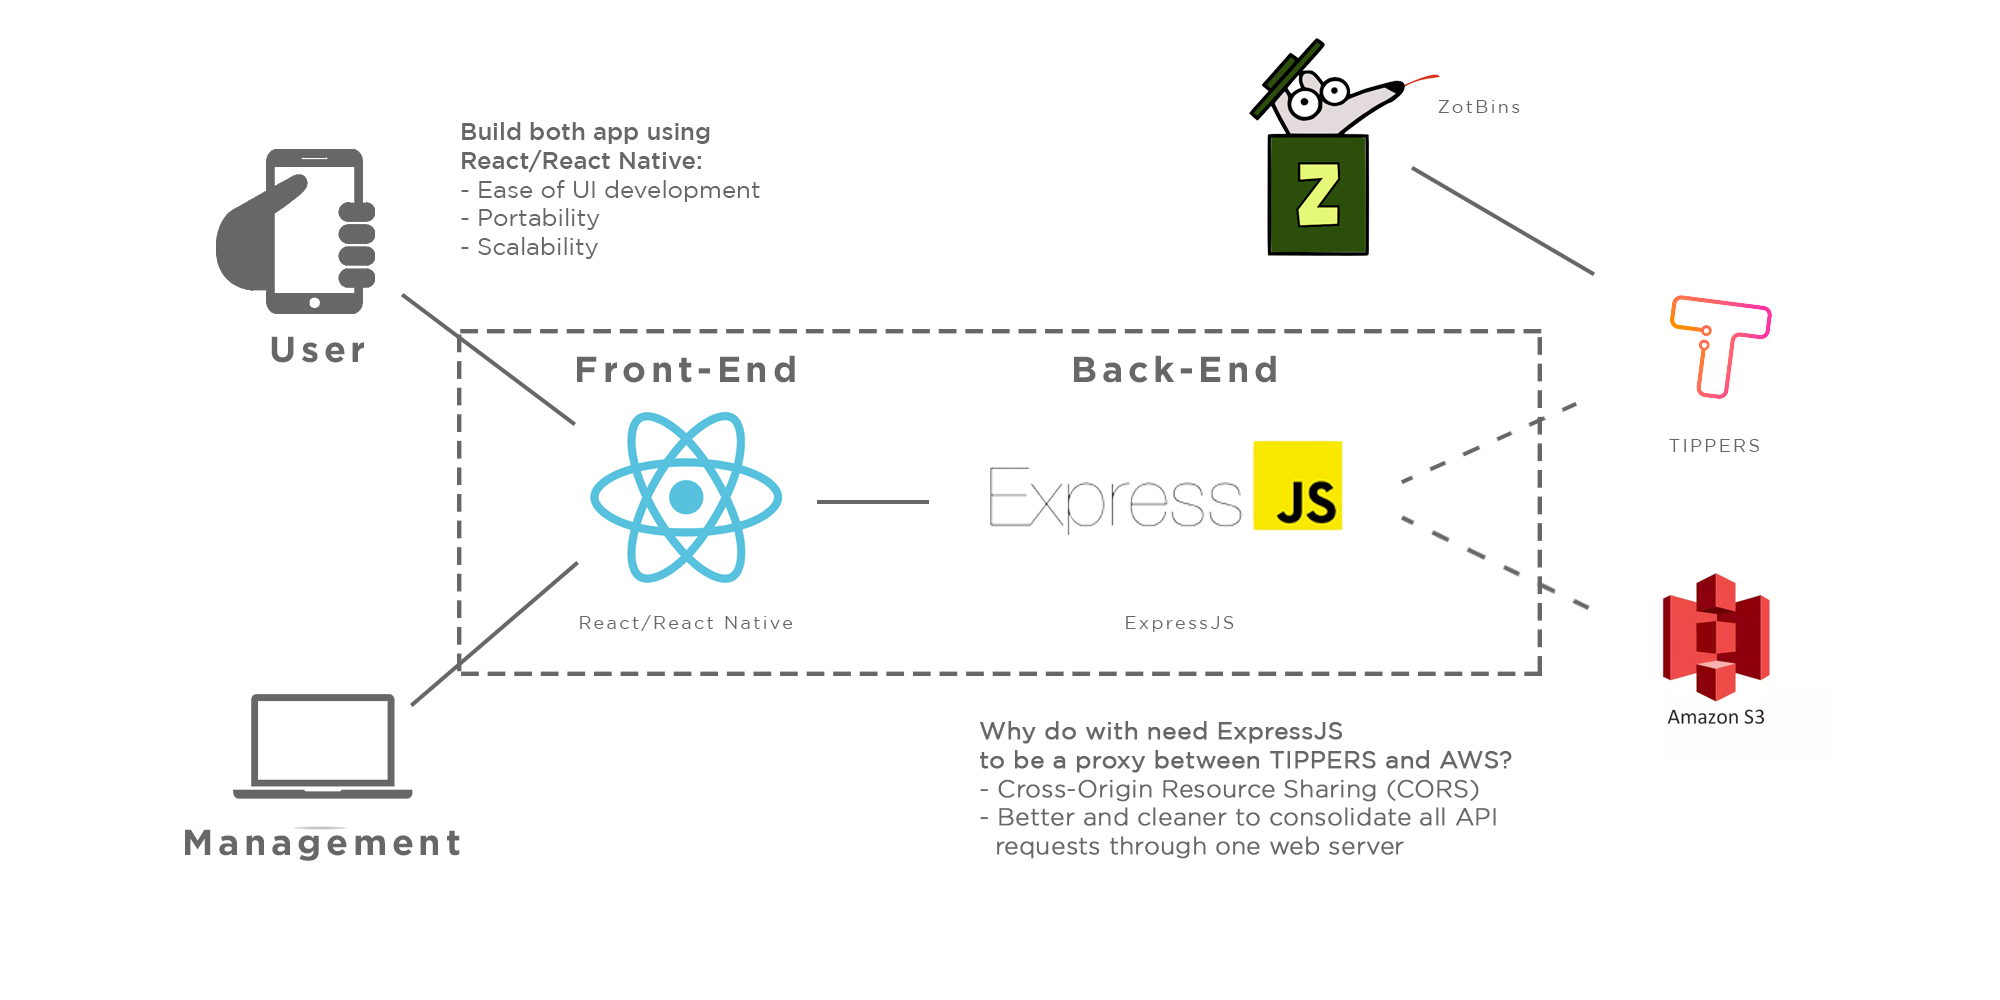 ZotBins
Build both app using
React/React Native:
- Ease of UI development
- Portability
- Scalability
Z
User
Front-End
Back-End
Express JS
TIPPERS
React/React Native
ExpressJS
Amazon S3
Management
Why do with need ExpressJS
to be a proxy between TIPPERS and AWS?
- Cross-Origin Resource Sharing (CORS)
- Better and cleaner to consolidate all API
requests through one web server